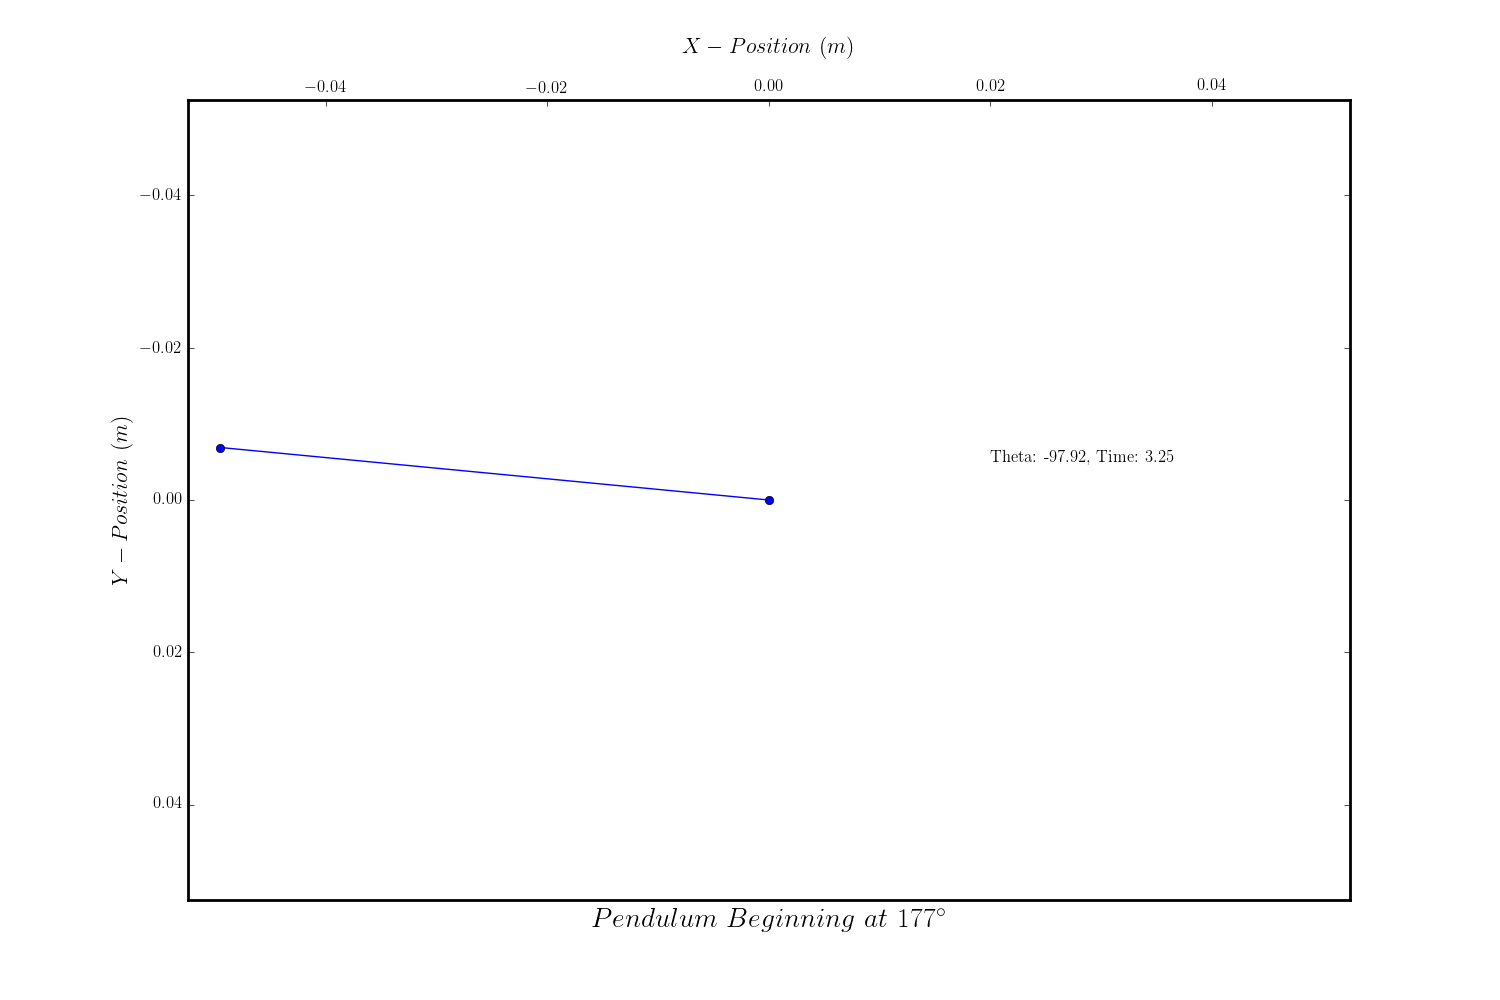 X − Position (m)
−0.04 −0.02 0.00 0.02 0.04
−0.04
−0.02
Y − Position (m)
Theta: -97.92, Time: 3.25
0.00
0.02
0.04
Pendulum Beginning at 177°